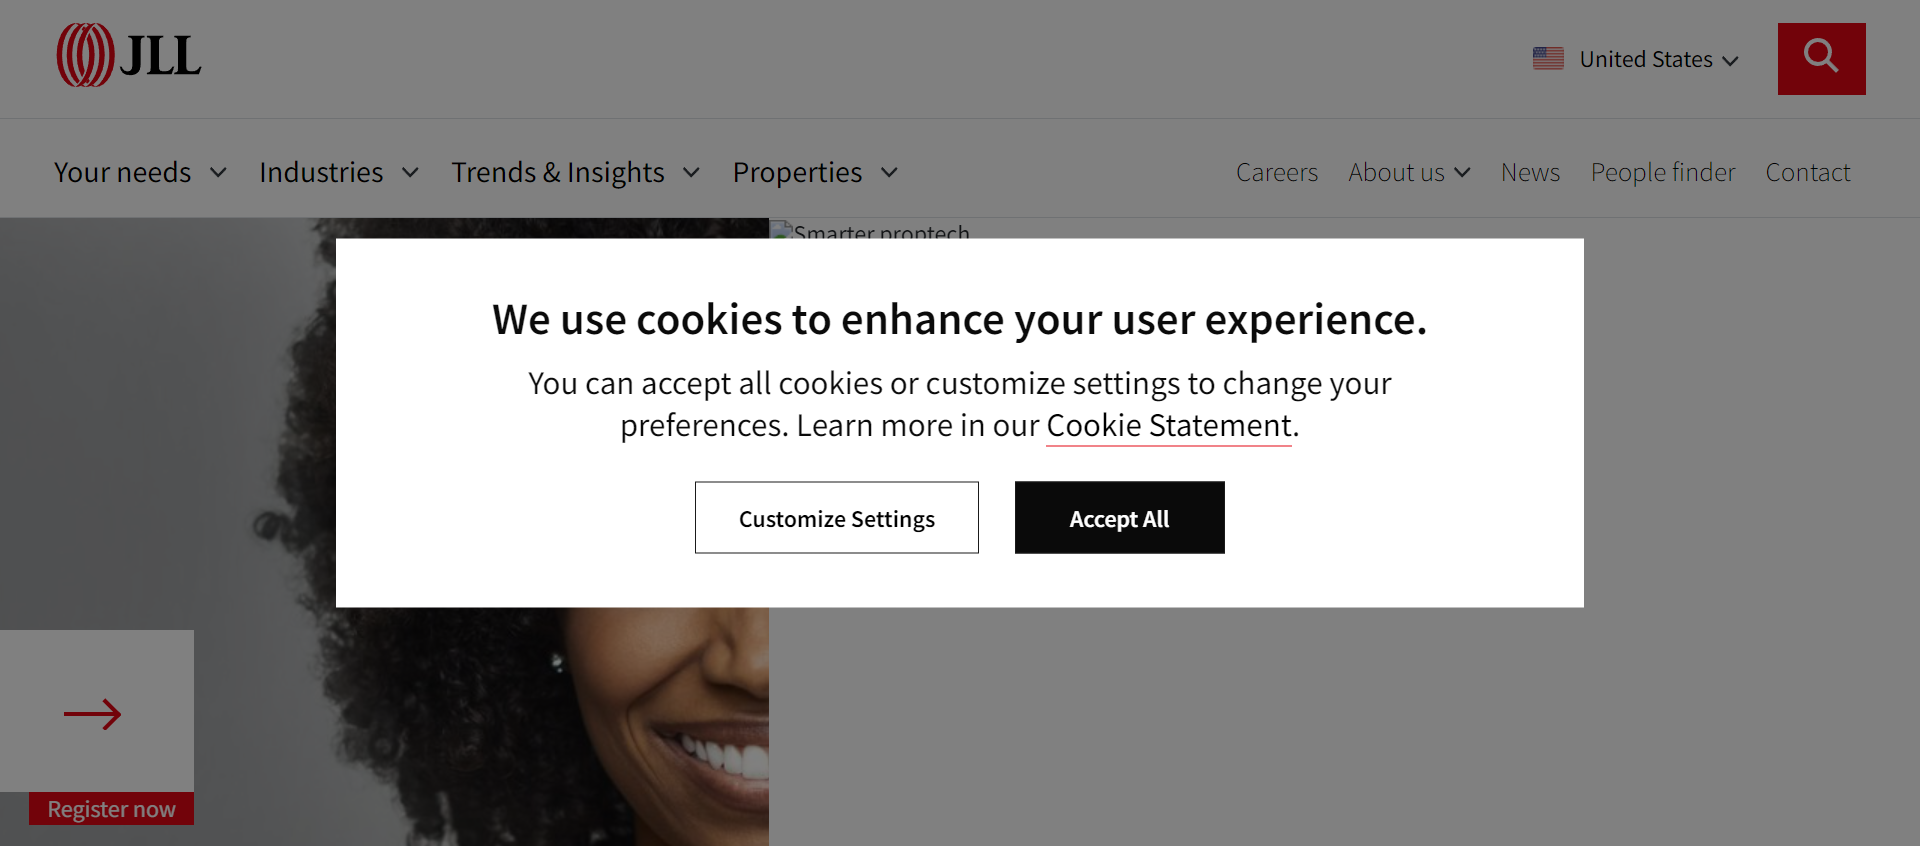 JLL
United States
Your needs Industries Trends & Insights Properties Careers About us News People finder Contact
Smarter proptech
We use cookies to enhance your user experience.
You can accept all cookies or customize settings to change your
preferences. Learn more in our Cookie Statement.
Customize Settings Accept All
Register now